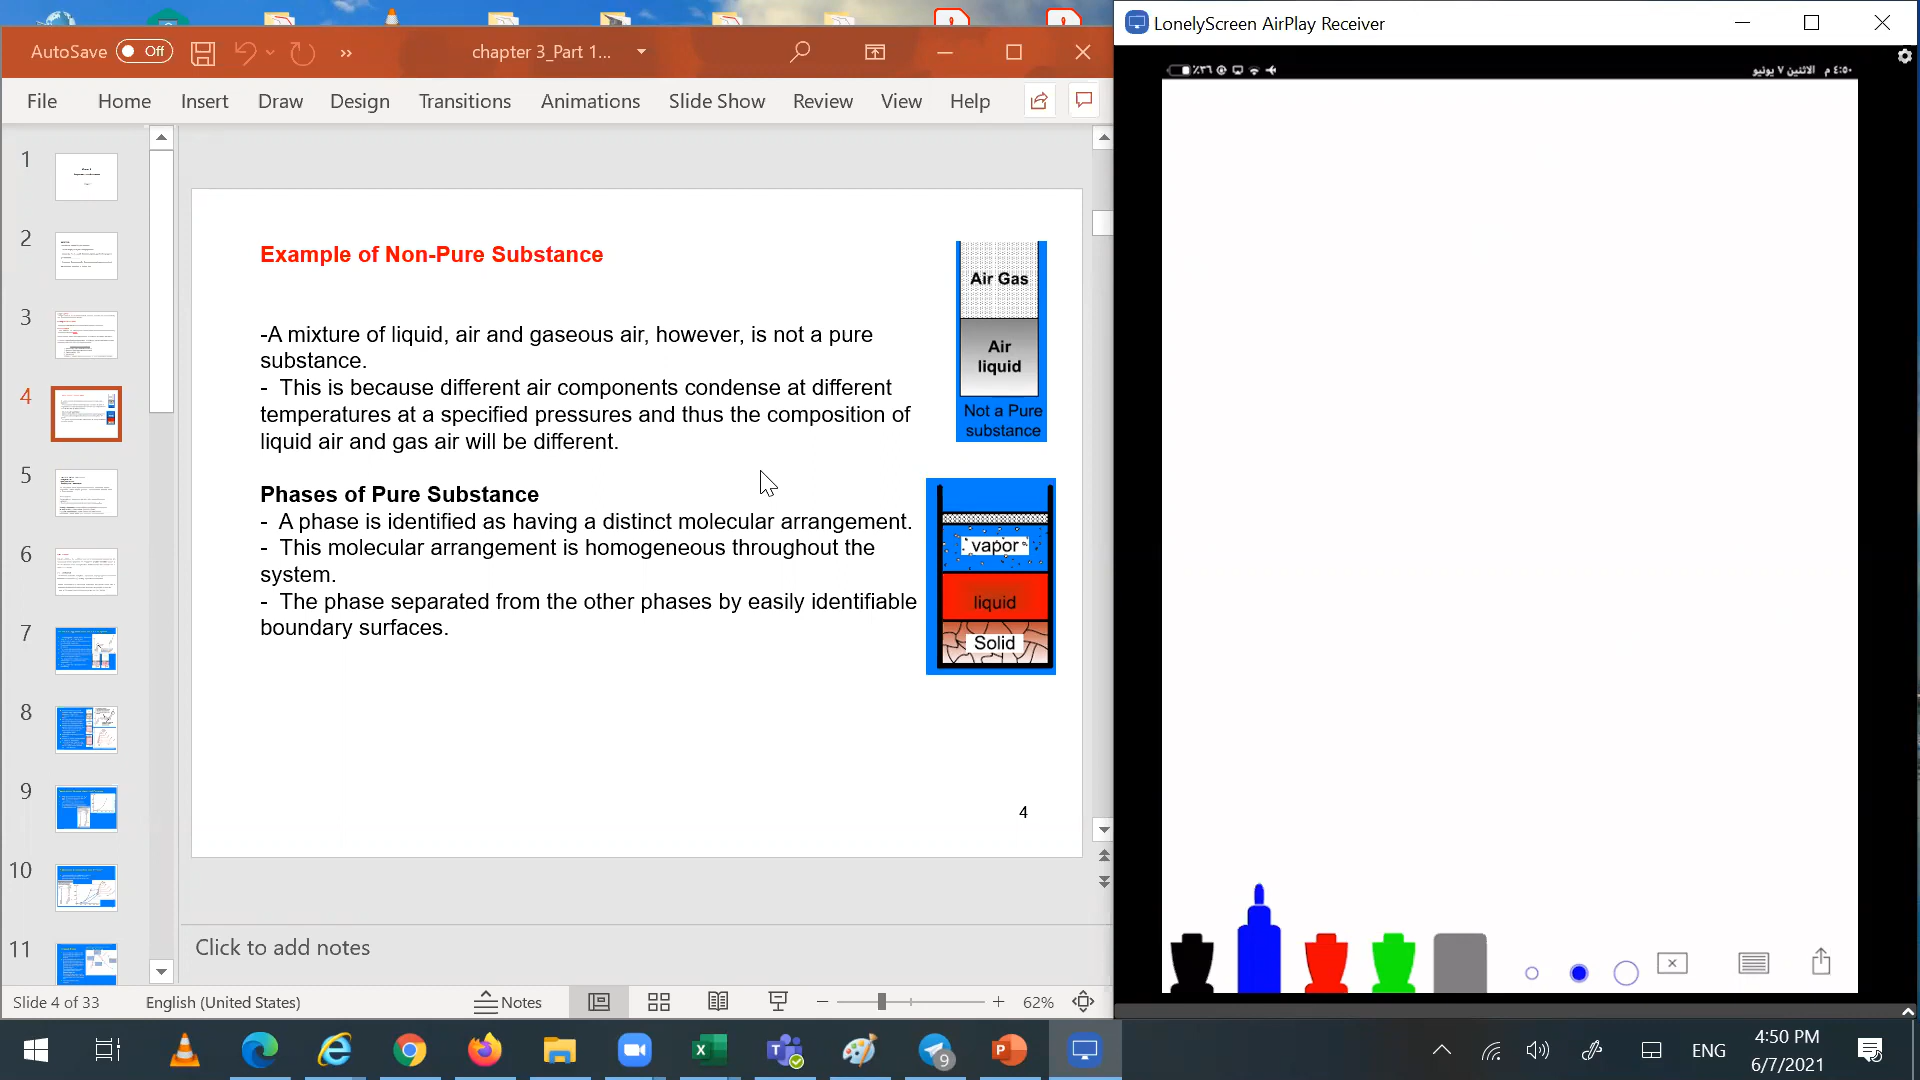 AutoSave
Off
chapter 3_Part 1...
LonelyScreen AirPlay Receiver
File
Home
Insert
Draw
Design
Transitions
Animations
Slide Show
Review
View
Help
٪٣٦
٤:٥٠ م الاثنين ٧ يونيو
1
2
3
4
5
6
7
8
9
10
11
Example of Non-Pure Substance
-A mixture of liquid, air and gaseous air, however, is not a pure
substance.
- This is because different air components condense at different
temperatures at a specified pressures and thus the composition of
liquid air and gas air will be different.
Phases of Pure Substance
- A phase is identified as having a distinct molecular arrangement.
- This molecular arrangement is homogeneous throughout the
system.
- The phase separated from the other phases by easily identifiable
boundary surfaces.
Air Gas
Air
liquid
Not a Pure
substance
vapor
liquid
Solid
4
Click to add notes
Slide 4 of 33
English (United States)
Notes
62%
9
ENG
4:50 PM
6/7/2021